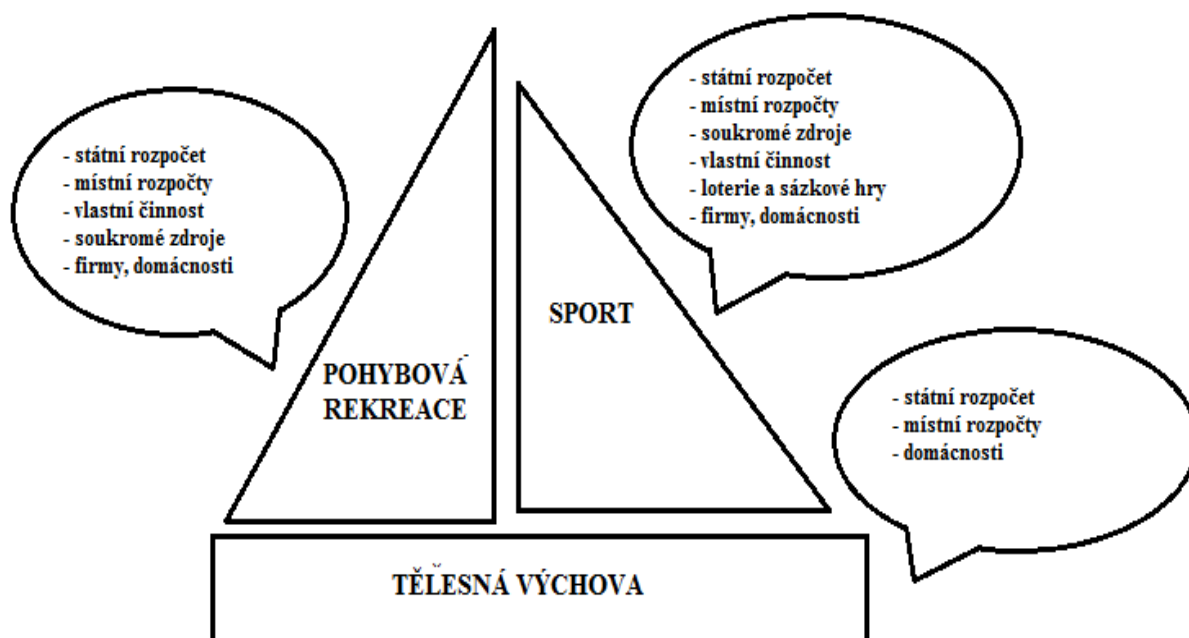 - státní rozpočet
- místní rozpočty
- vlastní činnost
- soukromé zdroje
- firmy, domácnosti
- státní rozpočet
- místní rozpočty
- soukromé zdroje
- vlastní činnost
- loterie a sázkové hry
- firmy, domácnosti
SPORT
POHYBOVÁ
REKREACE
- státní rozpočet
- místní rozpočty
- domácnosti
TĚLESNÁ VÝCHOVA